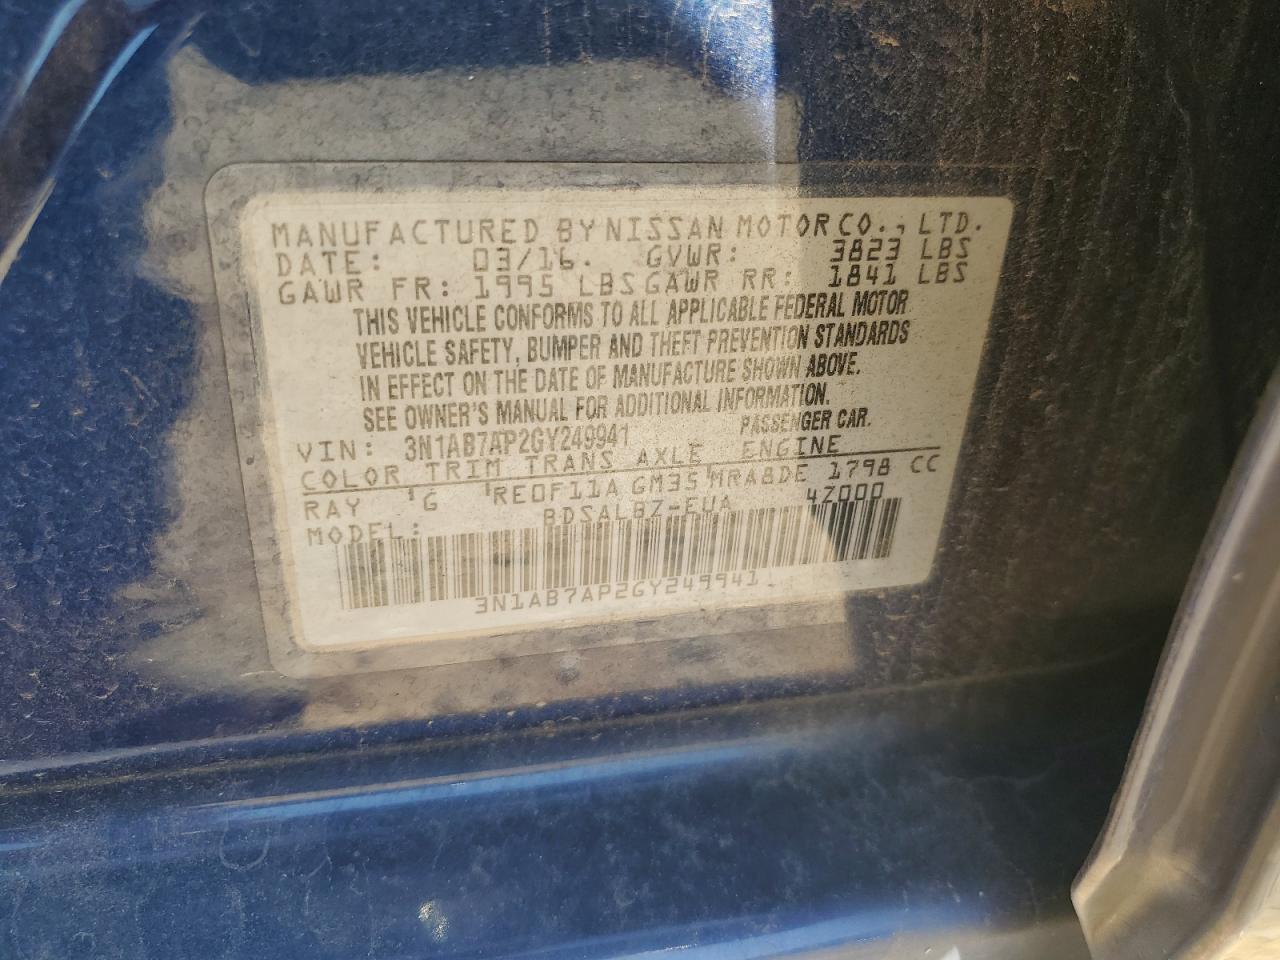 MANUFACTURED BY NISSAN MOTOR CO., LTD.
DATE: 03/16. GVWR: 3823 LBS
GAWR FR: 1995 LBS GAWR RR: 1841 LBS
THIS VEHICLE CONFORMS TO ALL APPLICABLE FEDERAL MOTOR
VEHICLE SAFETY, BUMPER AND THEFT PREVENTION STANDARDS
IN EFFECT ON THE DATE OF MANUFACTURE SHOWN ABOVE.
SEE OWNER'S MANUAL FOR ADDITIONAL INFORMATION.
VIN: 3N1AB7AP2GY249941 PASSENGER CAR.
COLOR TRIM TRANS AXLE ENGINE
RAY G RE0F11A GM35 MRA8DE 1798 CC
MODEL: BDSALBZ-EUA 4Z000
3N1AB7AP2GY249941